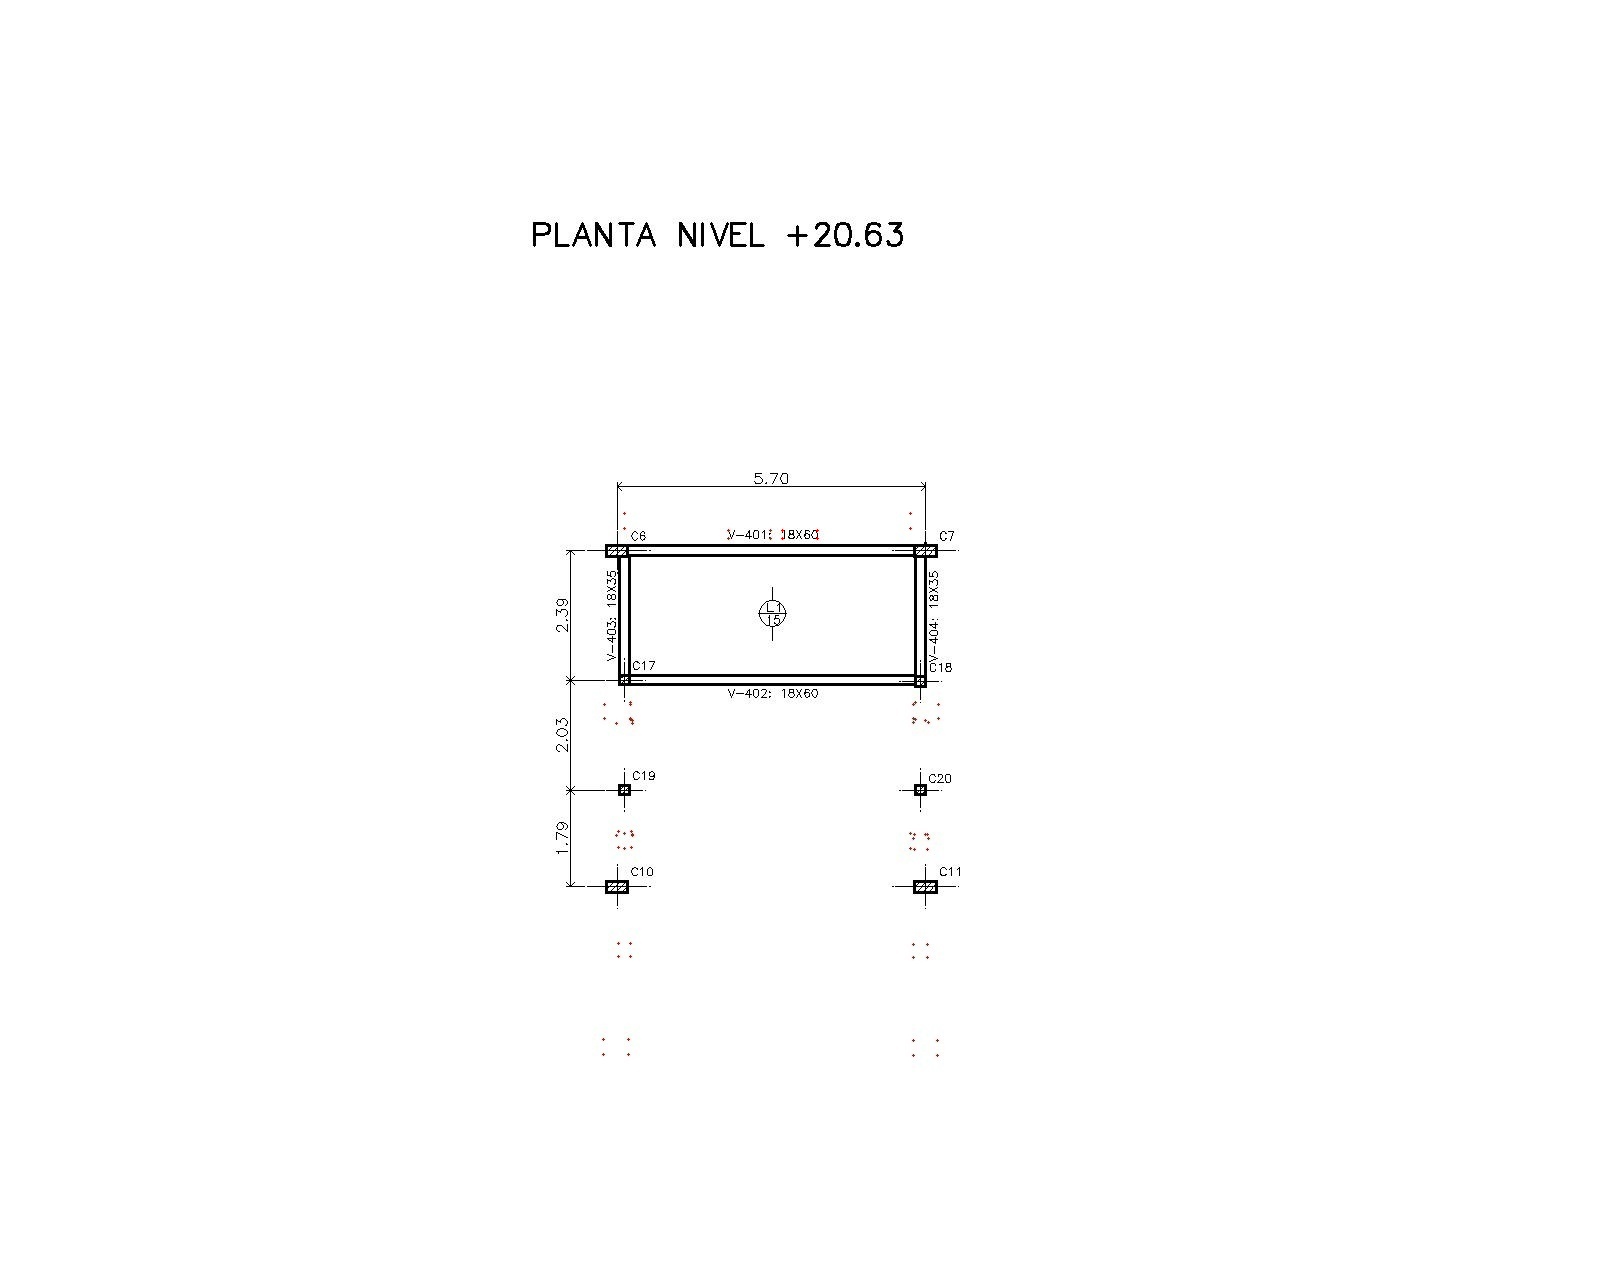 PLANTA NIVEL +20.63
5.70
C6
V-401: 18X60
C7
2.39
V-403: 18X35
L1
15
V-404: 18X35
C17
C18
V-402: 18X60
2.03
C19
C20
1.79
C10
C11